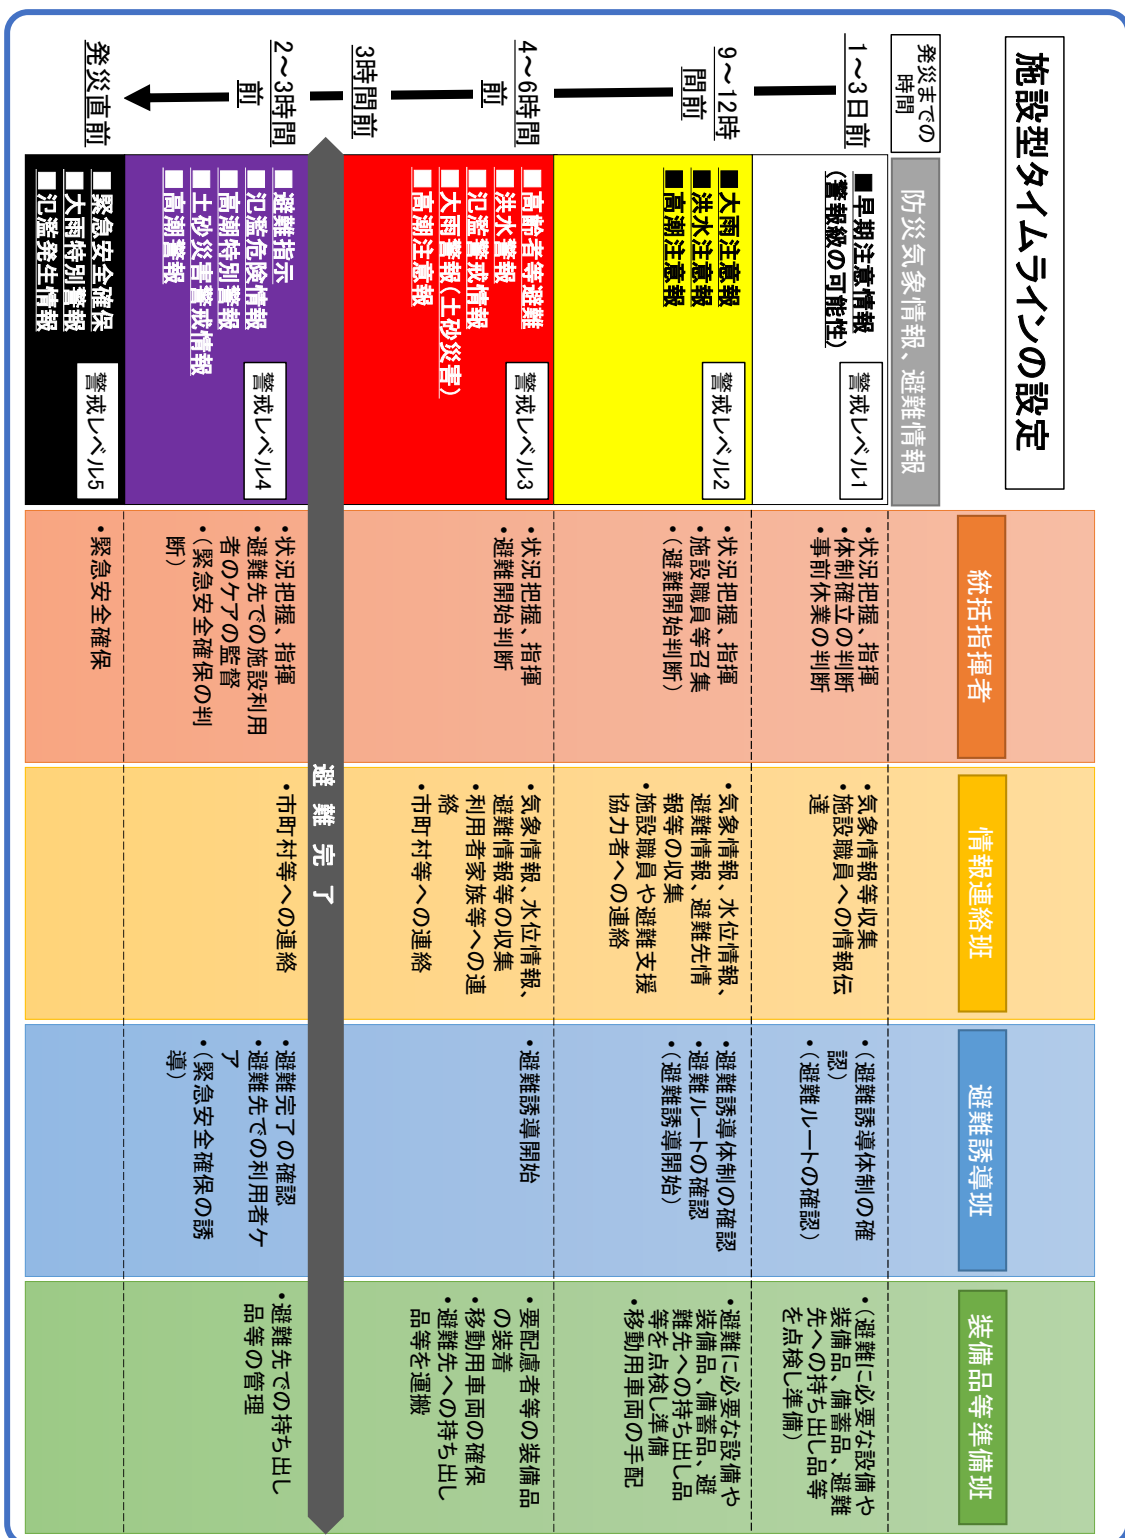 施設型タイムラインの設定
発災までの
時間
防災気象情報、避難情報
統括指揮者
情報連絡班
避難誘導班
装備品等準備班
1～3日前
■早期注意情報
(警報級の可能性)
警戒レベル1
・状況把握、指揮
・体制確立の判断
・事前休業の判断
・気象情報等収集
・施設職員への情報伝
達
・(避難誘導体制の確
認)
・(避難ルートの確認)
・(避難に必要な設備や
装備品、備蓄品、避難
先への持ち出し品等
を点検し準備)
9～12時
間前
■大雨注意報
■洪水注意報
■高潮注意報
警戒レベル2
・状況把握、指揮
・施設職員等召集
・(避難開始判断)
・気象情報、水位情報、
避難情報、避難先情
報等の収集
・施設職員や避難支援
協力者への連絡
・避難誘導体制の確認
・避難ルートの確認
・(避難誘導開始)
・避難に必要な設備や
装備品、備蓄品、避
難先への持ち出し品
等を点検し準備
・移動用車両の手配
4～6時間
前
■高齢者等避難
■洪水警報
■氾濫警戒情報
■大雨警報(土砂災害)
■高潮注意報
警戒レベル3
・状況把握、指揮
・避難開始判断
・気象情報、水位情報、
避難情報等の収集
・利用者家族等への連
絡
・市町村等への連絡
・避難誘導開始
・要配慮者等の装備品
の装着
・移動用車両の確保
・避難先への持ち出し
品等を運搬
3時間前
避難完了
2～3時間
前
■避難指示
■氾濫危険情報
■高潮特別警報
■土砂災害警戒情報
■高潮警報
警戒レベル4
・状況把握、指揮
・避難先での施設利用
者のケアの監督
・(緊急安全確保の判
断)
・市町村等への連絡
・避難完了の確認
・避難先での利用者ケ
ア
・(緊急安全確保の誘
導)
・避難先での持ち出し
品等の管理
発災直前
■緊急安全確保
■大雨特別警報
■氾濫発生情報
警戒レベル5
・緊急安全確保